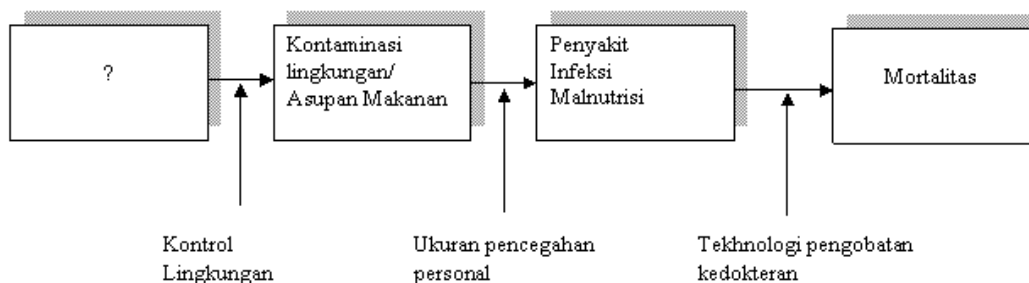 ?
Kontaminasi
lingkungan/
Asupan Makanan
Penyakit
Infeksi
Malnutrisi
Mortalitas
Kontrol
Lingkungan
Ukuran pencegahan
personal
Tekhnologi pengobatan
kedokteran